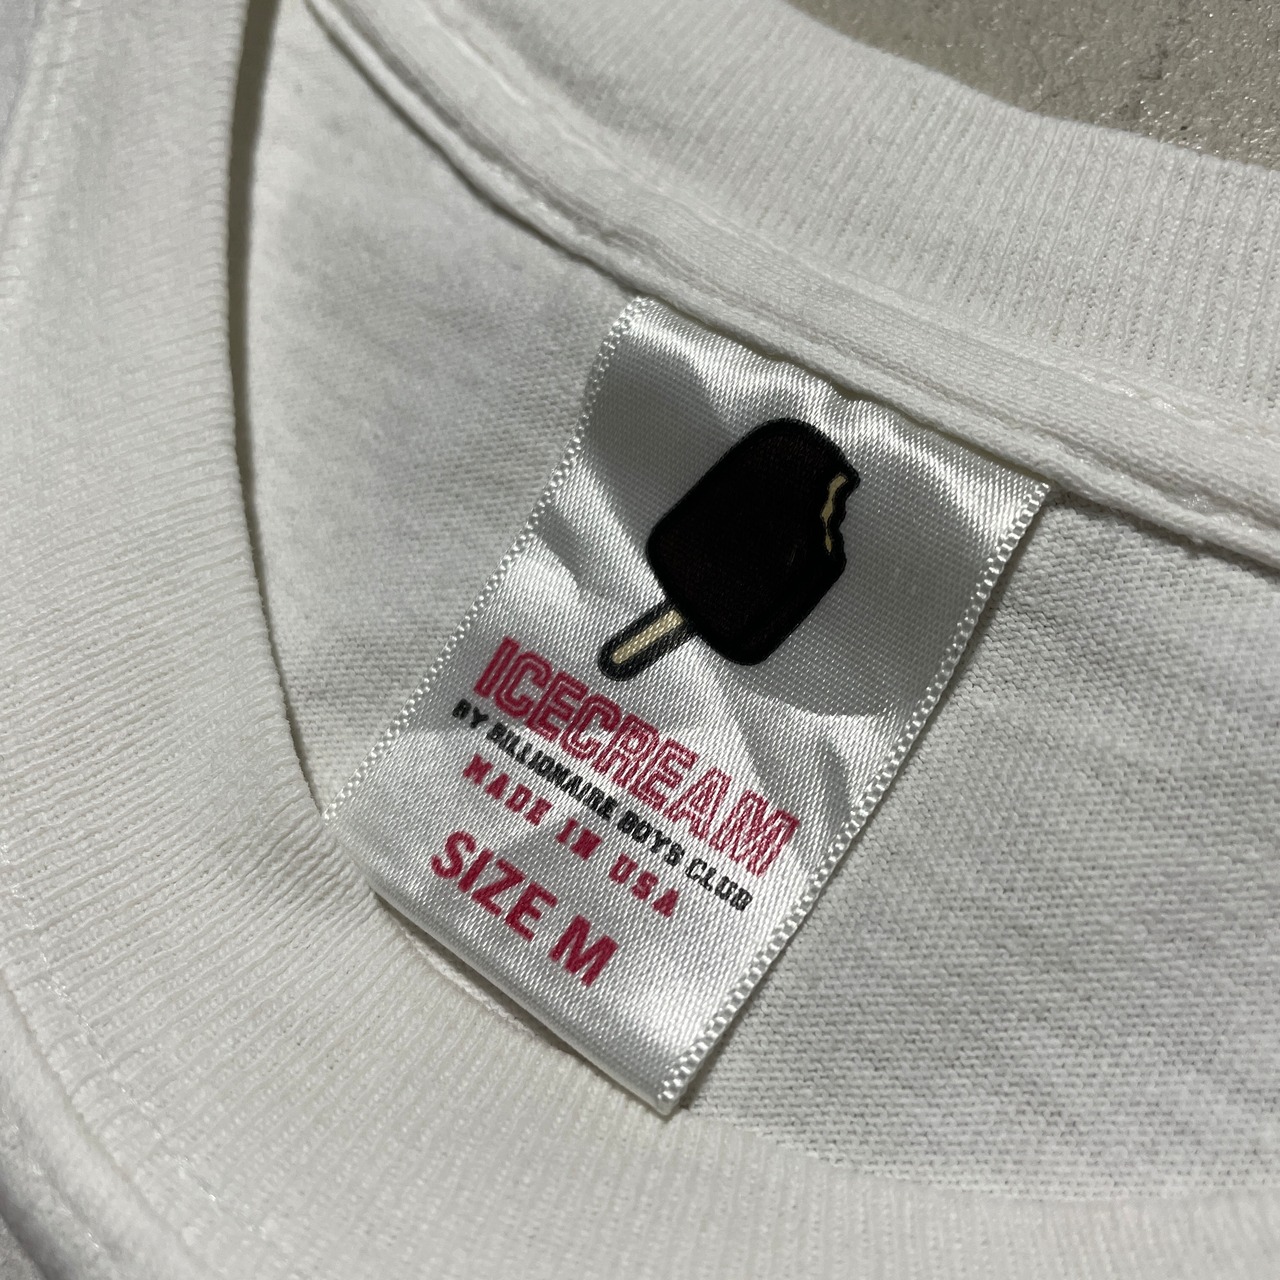 ICECREAM
BY BILLIONAIRE BOYS CLUB
MADE IN USA
SIZE M